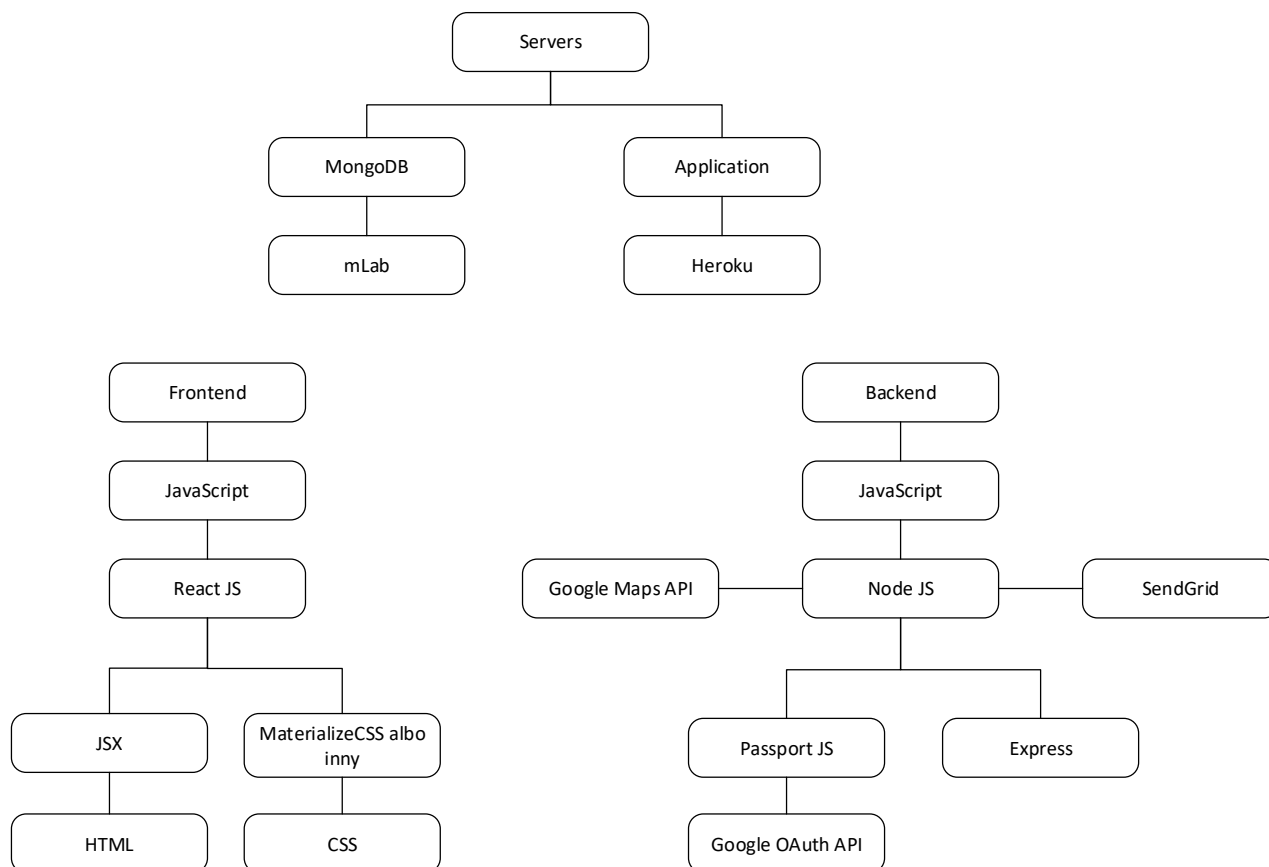 Servers
MongoDB
Application
mLab
Heroku
Frontend
Backend
JavaScript
JavaScript
React JS
Google Maps API
Node JS
SendGrid
JSX
MaterializeCSS albo
inny
Passport JS
Express
HTML
CSS
Google OAuth API